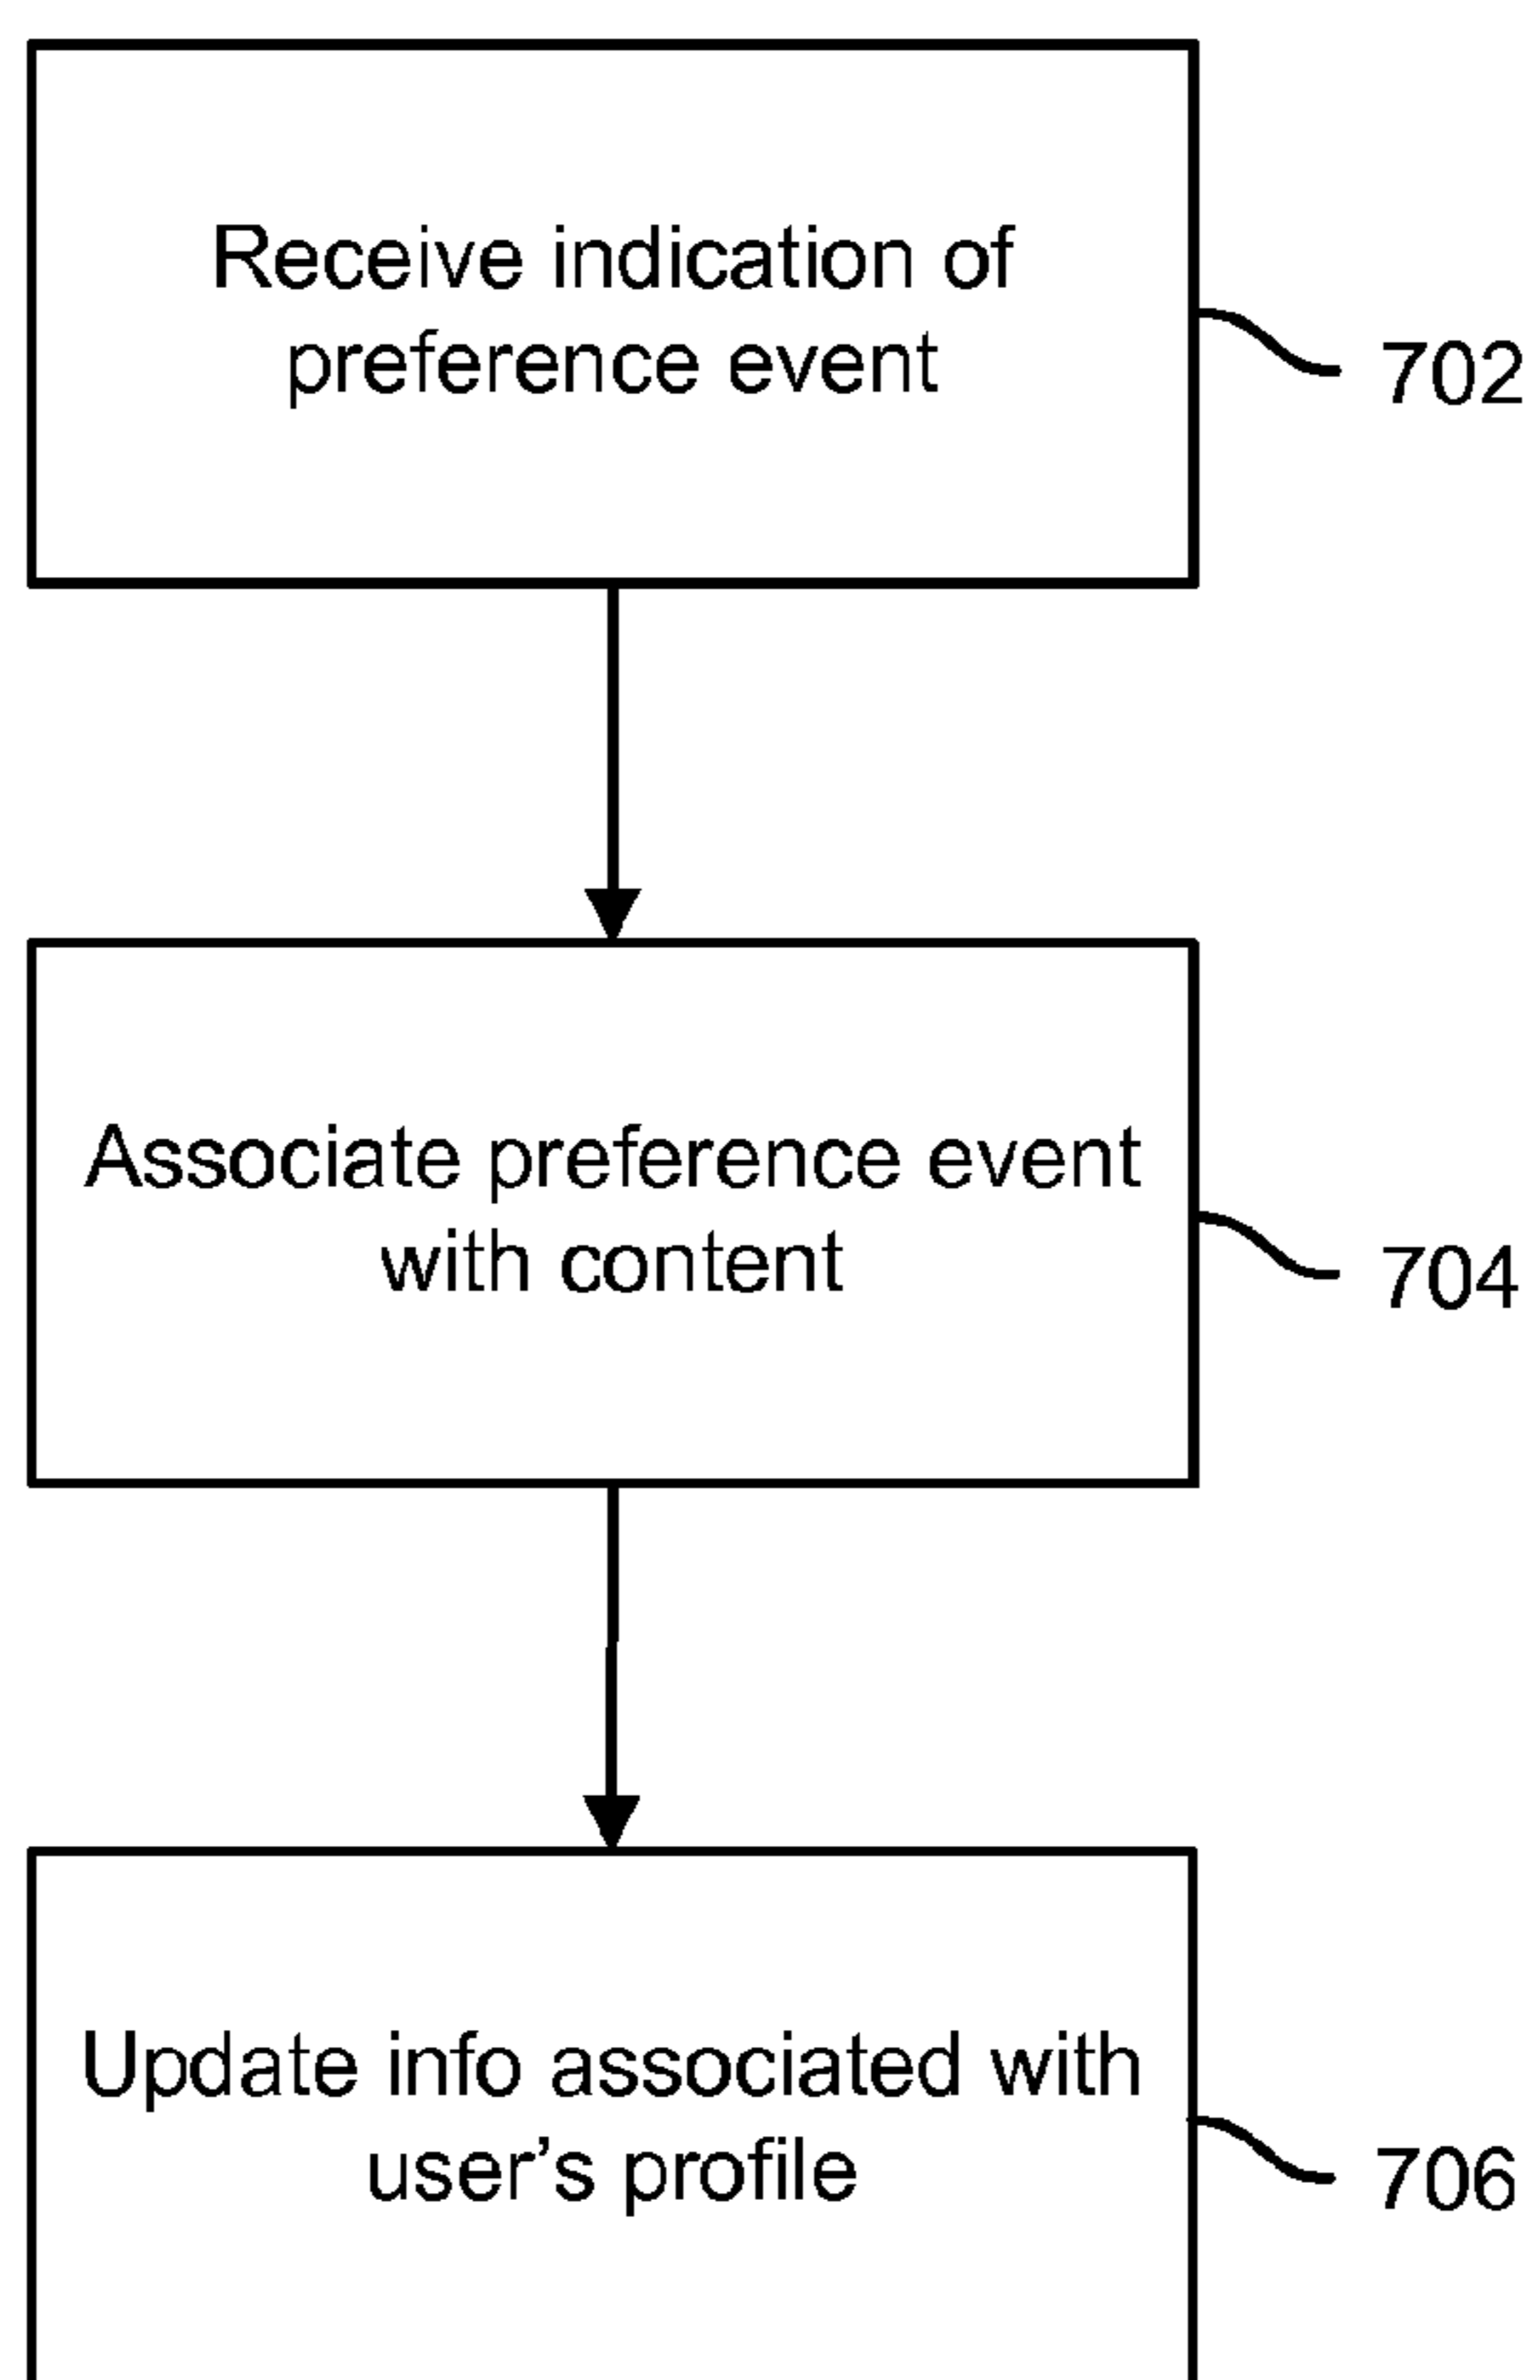 Receive indication of
preference event
702
Associate preference event
with content
704
Update info associated with
user's profile
706